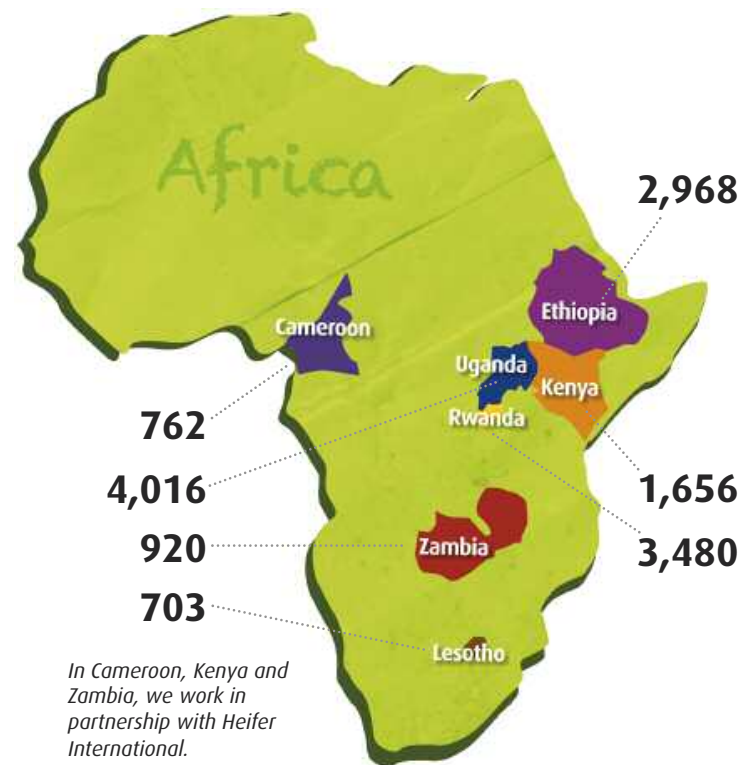 Africa
2,968
Ethiopia
Cameroon
Uganda
Kenya
Rwanda
762
4,016
1,656
920
Zambia
3,480
703
Lesotho
In Cameroon, Kenya and
Zambia, we work in
partnership with Heifer
International.